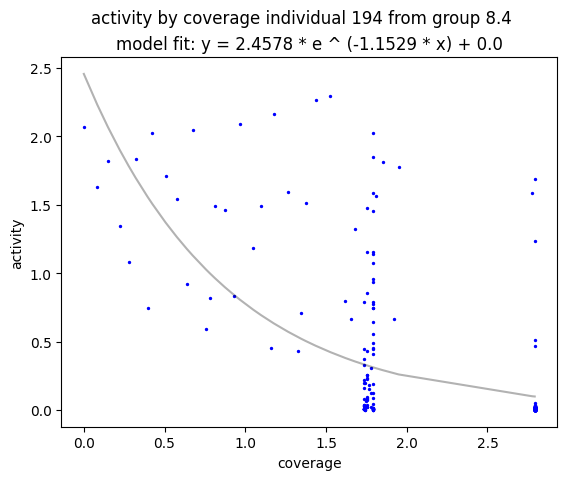 activity by coverage individual 194 from group 8.4
model fit: y = 2.4578 * e ^ (-1.1529 * x) + 0.0
2.5
2.0
1.5
1.0
0.5
0.0
activity
0.0 0.5 1.0 1.5 2.0 2.5
coverage